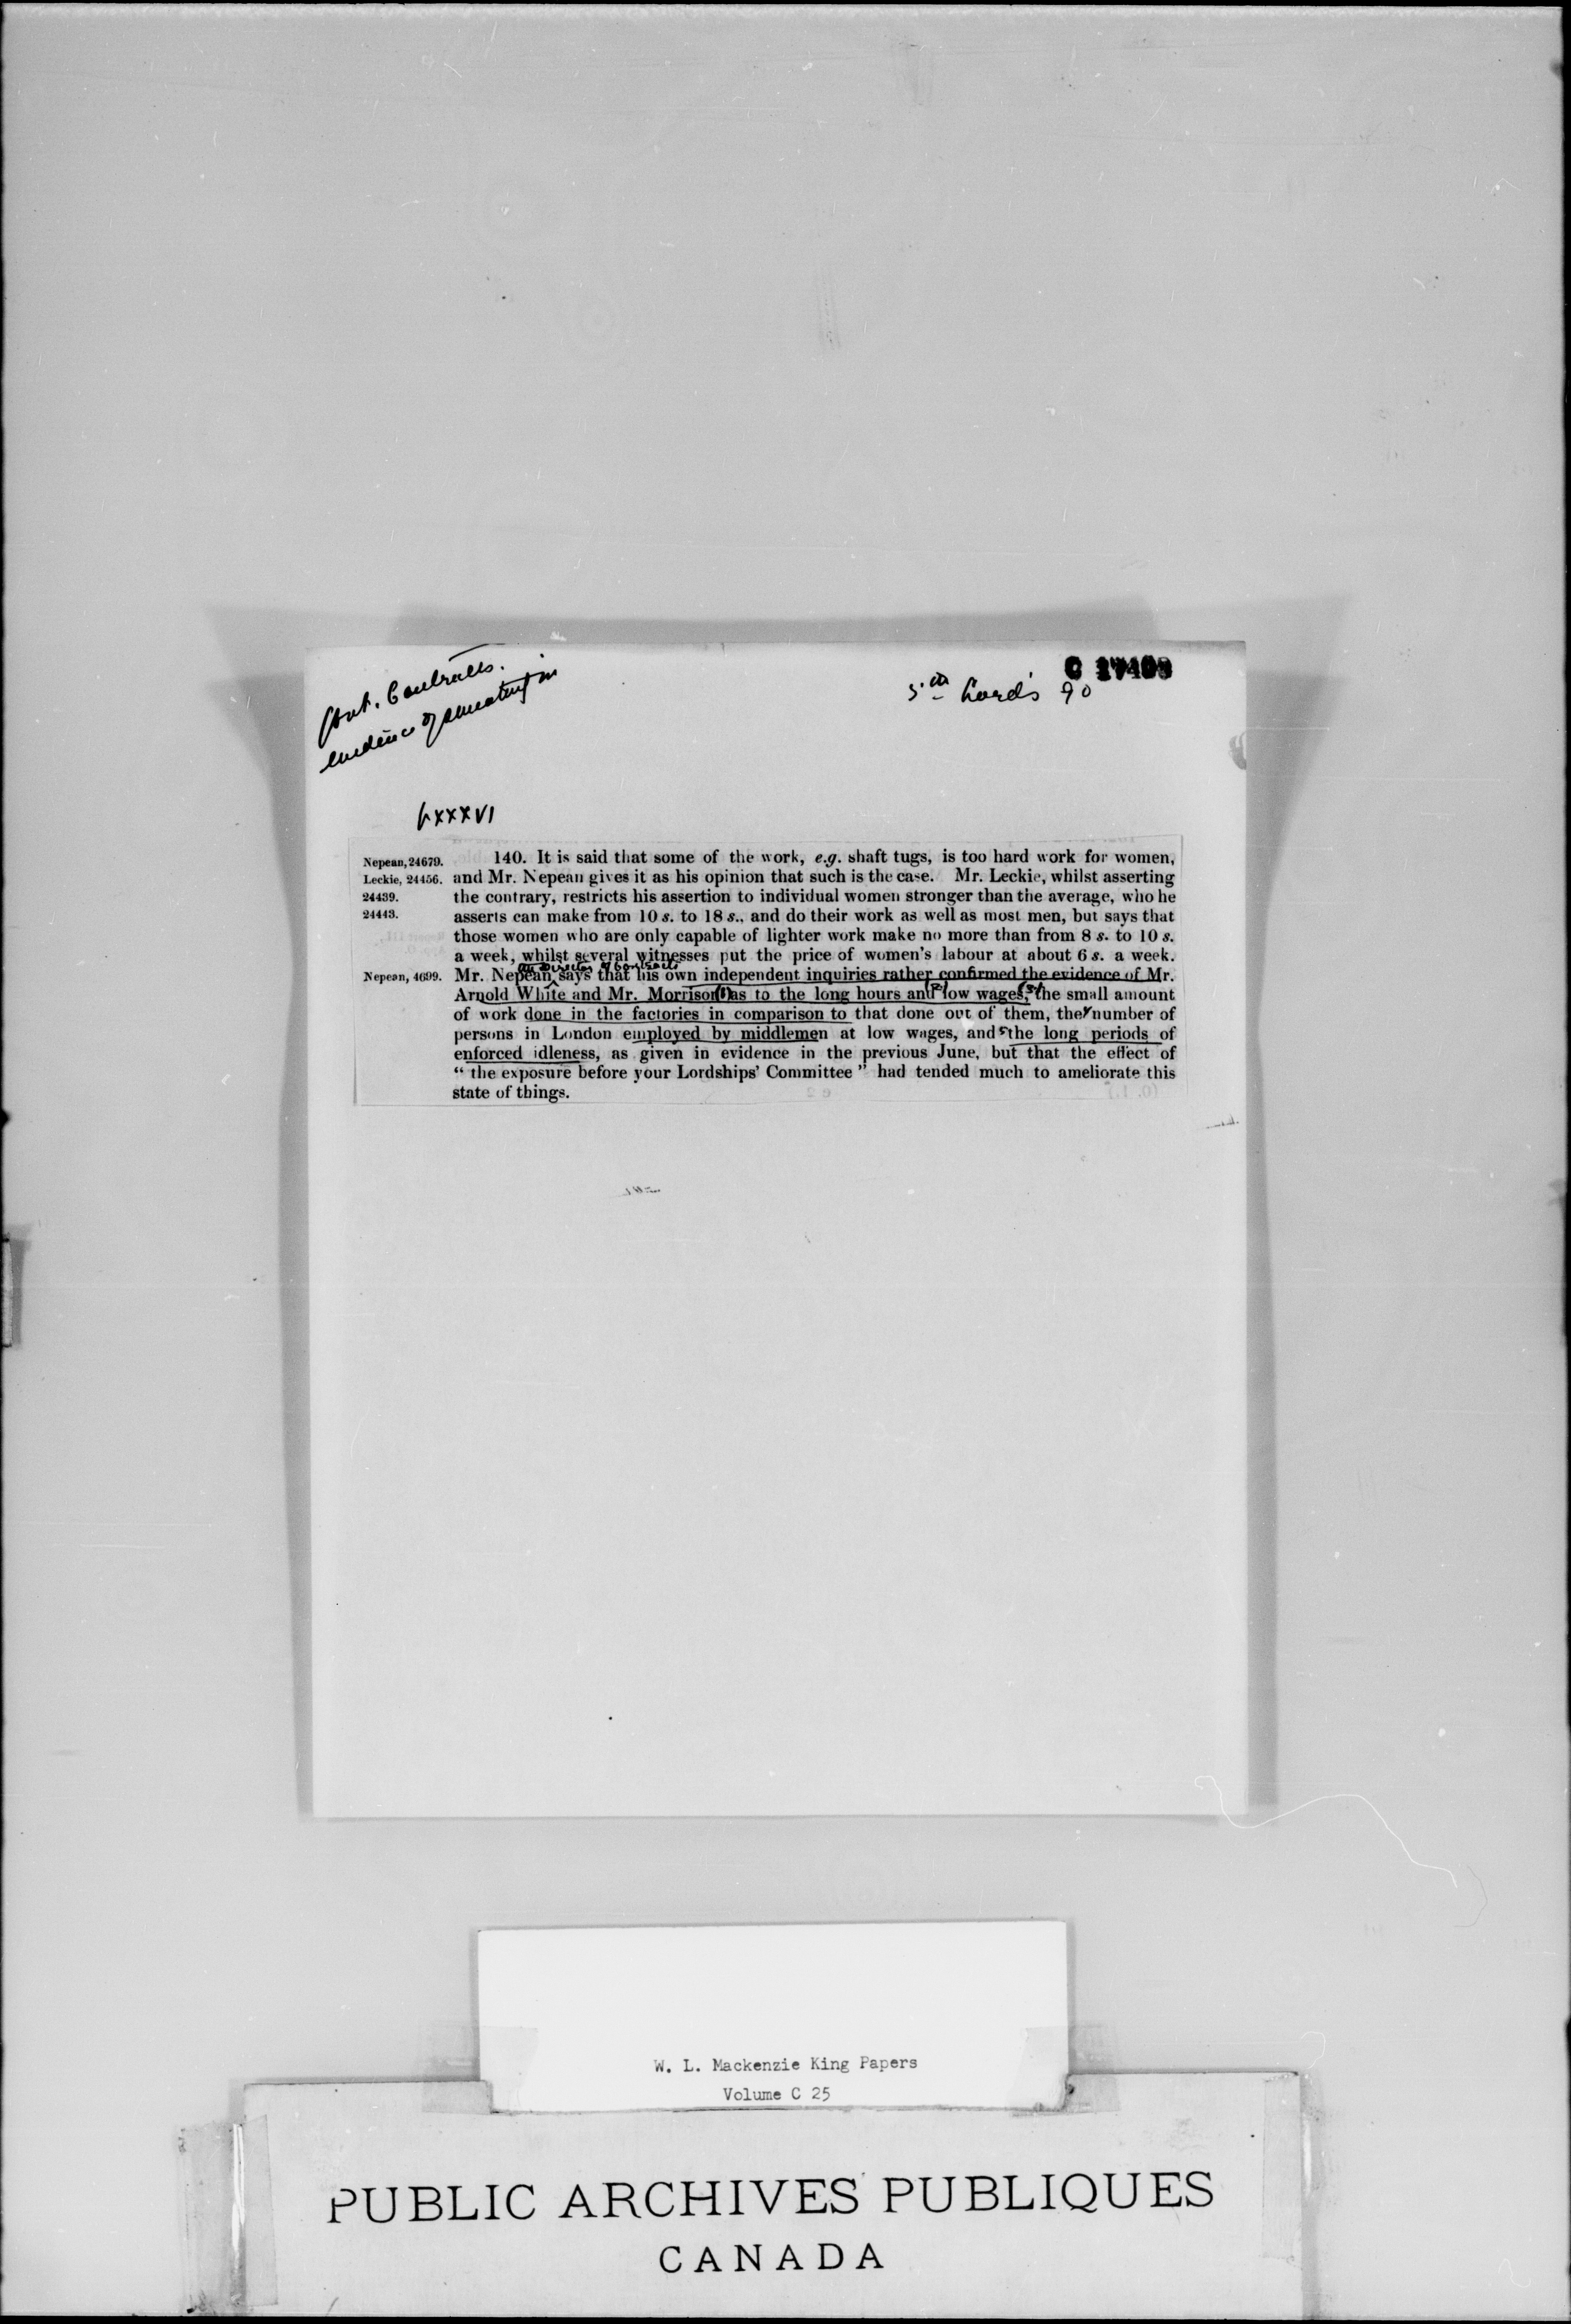 Govt. Contracts.
evidence of sweating in
5th Lords 90
C 27408
LXXXVI
Nepean, 24679.
Leckie, 24456.
24439.
24443.
Nepean, 4699.
140. It is said that some of the work, e.g. shaft tugs, is too hard work for women,
and Mr. Nepean gives it as his opinion that such is the case. Mr. Leckie, whilst asserting
the contrary, restricts his assertion to individual women stronger than the average, who he
asserts can make from 10 s. to 18 s., and do their work as well as most men, but says that
those women who are only capable of lighter work make no more than from 8 s. to 10 s.
a week, whilst several witnesses put the price of women's labour at about 6 s. a week.
Director of Contracts
Mr. Nepean says that his own independent inquiries rather confirmed the evidence of Mr.
Arnold White and Mr. Morrison (1) as to the long hours and (2) low wages, (3) the small amount
of work done in the factories in comparison to that done out of them, the 4 number of
persons in London employed by middlemen at low wages, and 5 the long periods of
enforced idleness, as given in evidence in the previous June, but that the effect of
" the exposure before your Lordships' Committee " had tended much to ameliorate this
state of things.
W. L. Mackenzie King Papers
Volume C 25
PUBLIC ARCHIVES PUBLIQUES
CANADA